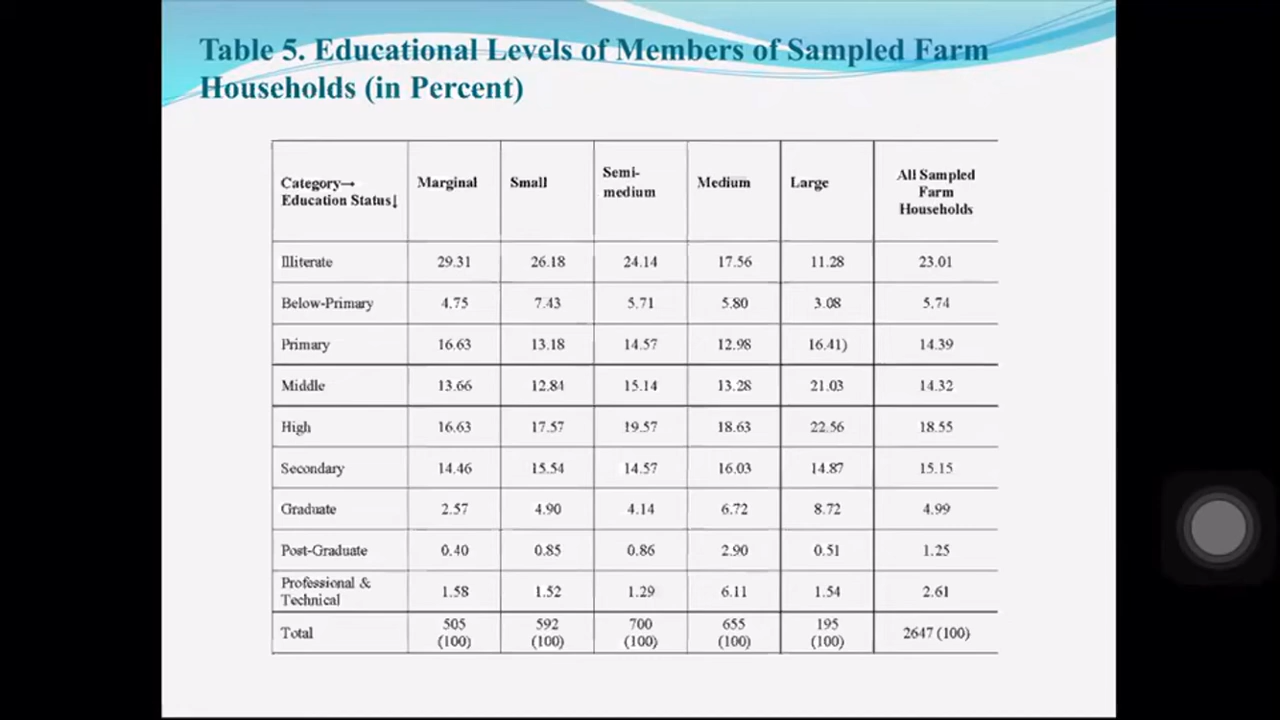 Table 5. Educational Levels of Members of Sampled Farm
Households (in Percent)
Category→
Education Status↓
Marginal
Small
Semi-
medium
Medium
Large
All Sampled
Farm
Households
Illiterate 29.31 26.18 24.14 17.56 11.28 23.01
Below-Primary 4.75 7.43 5.71 5.80 3.08 5.74
Primary 16.63 13.18 14.57 12.98 16.41) 14.39
Middle 13.66 12.84 15.14 13.28 21.03 14.32
High 16.63 17.57 19.57 18.63 22.56 18.55
Secondary 14.46 15.54 14.57 16.03 14.87 15.15
Graduate 2.57 4.90 4.14 6.72 8.72 4.99
Post-Graduate 0.40 0.85 0.86 2.90 0.51 1.25
Professional &
Technical
1.58 1.52 1.29 6.11 1.54 2.61
Total
505 592 700 655 195
(100) (100) (100) (100) (100)
2647 (100)